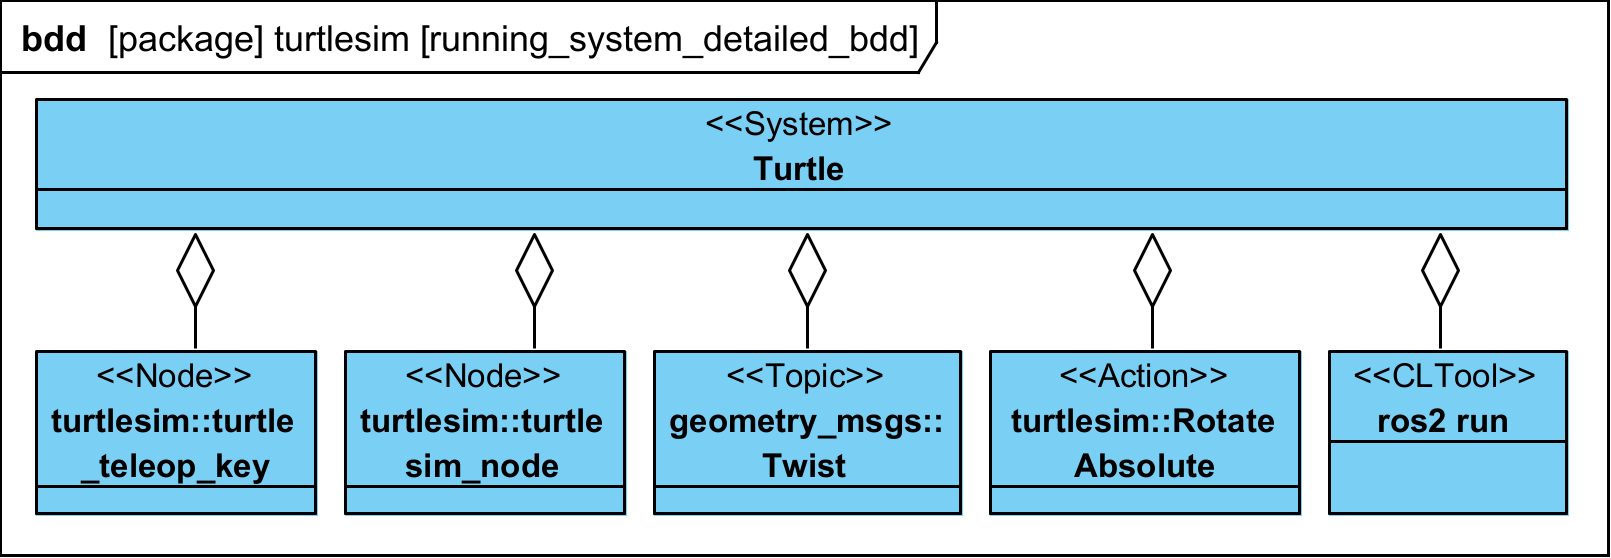 bdd [package] turtlesim [running_system_detailed_bdd]
<<System>>
Turtle
<<Node>>
turtlesim::turtle
_teleop_key
<<Node>>
turtlesim::turtle
sim_node
<<Topic>>
geometry_msgs::
Twist
<<Action>>
turtlesim::Rotate
Absolute
<<CLTool>>
ros2 run